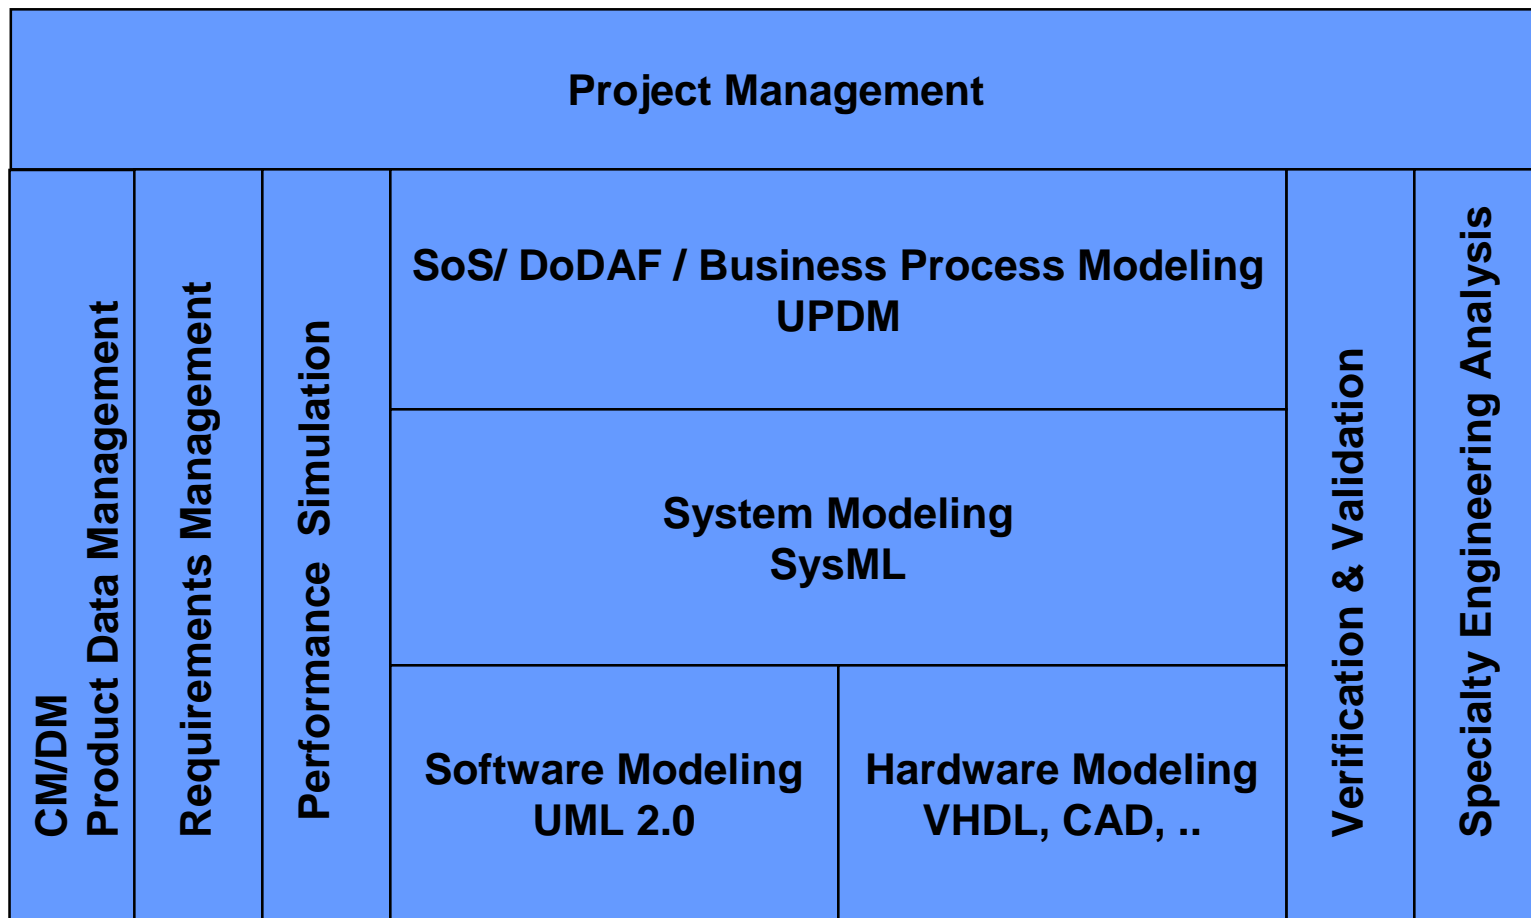 Project Management
CM/DM
Product Data Management
Requirements Management
Performance  Simulation
SoS/ DoDAF / Business Process Modeling
UPDM
System Modeling
SysML
Software Modeling
UML 2.0
Hardware Modeling
VHDL, CAD, ..
Verification & Validation
Specialty Engineering Analysis